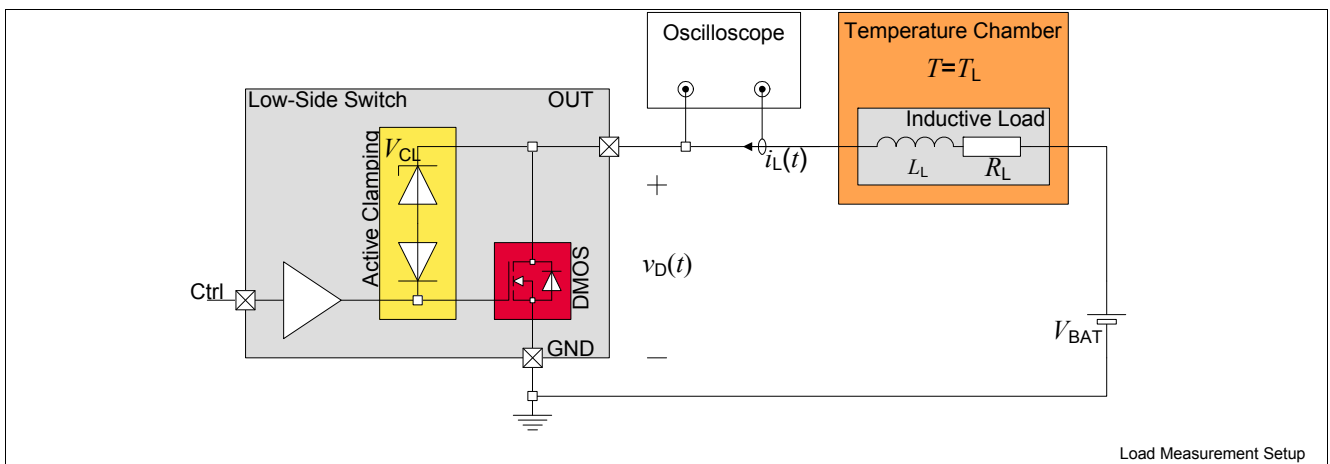 Oscilloscope
Temperature Chamber
T=TL
Low-Side Switch
OUT
Inductive Load
Active Clamping
VCL
iL(t)
LL
RL
+
vD(t)
DMOS
Ctrl
VBAT
GND
–
Load Measurement Setup